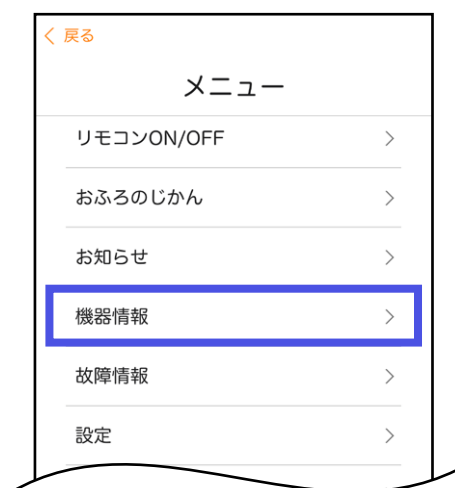 戻る
メニュー
リモコンON/OFF
おふろのじかん
お知らせ
機器情報
故障情報
設定